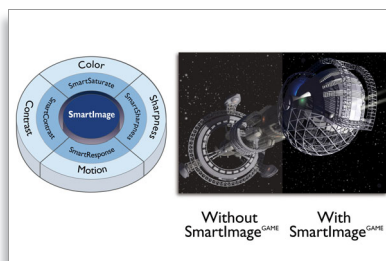 Color
SmartSaturate
Contrast
SmartContrast
SmartImage
SmartSharpness
Sharpness
SmartResponse
Motion
Without
SmartImage GAME
With
SmartImage GAME